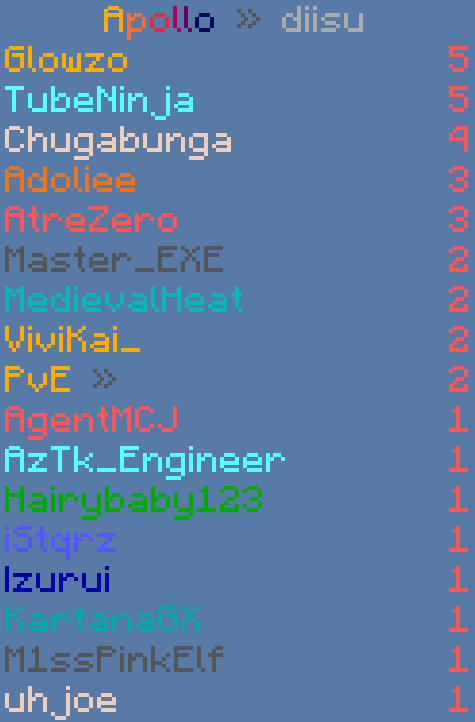 Apollo » diisu
Glowzo 5
TubeNinja 5
Chugabunga 4
Adoliee 3
AtreZero 3
Master_EXE 2
MedievalHeat 2
ViviKai_ 2
PvE » 2
AgentMCJ 1
AzTk_Engineer 1
Hairybaby123 1
iStqrz 1
Izurui 1
KartanaGX 1
M1ssPinkElf 1
uh_joe 1